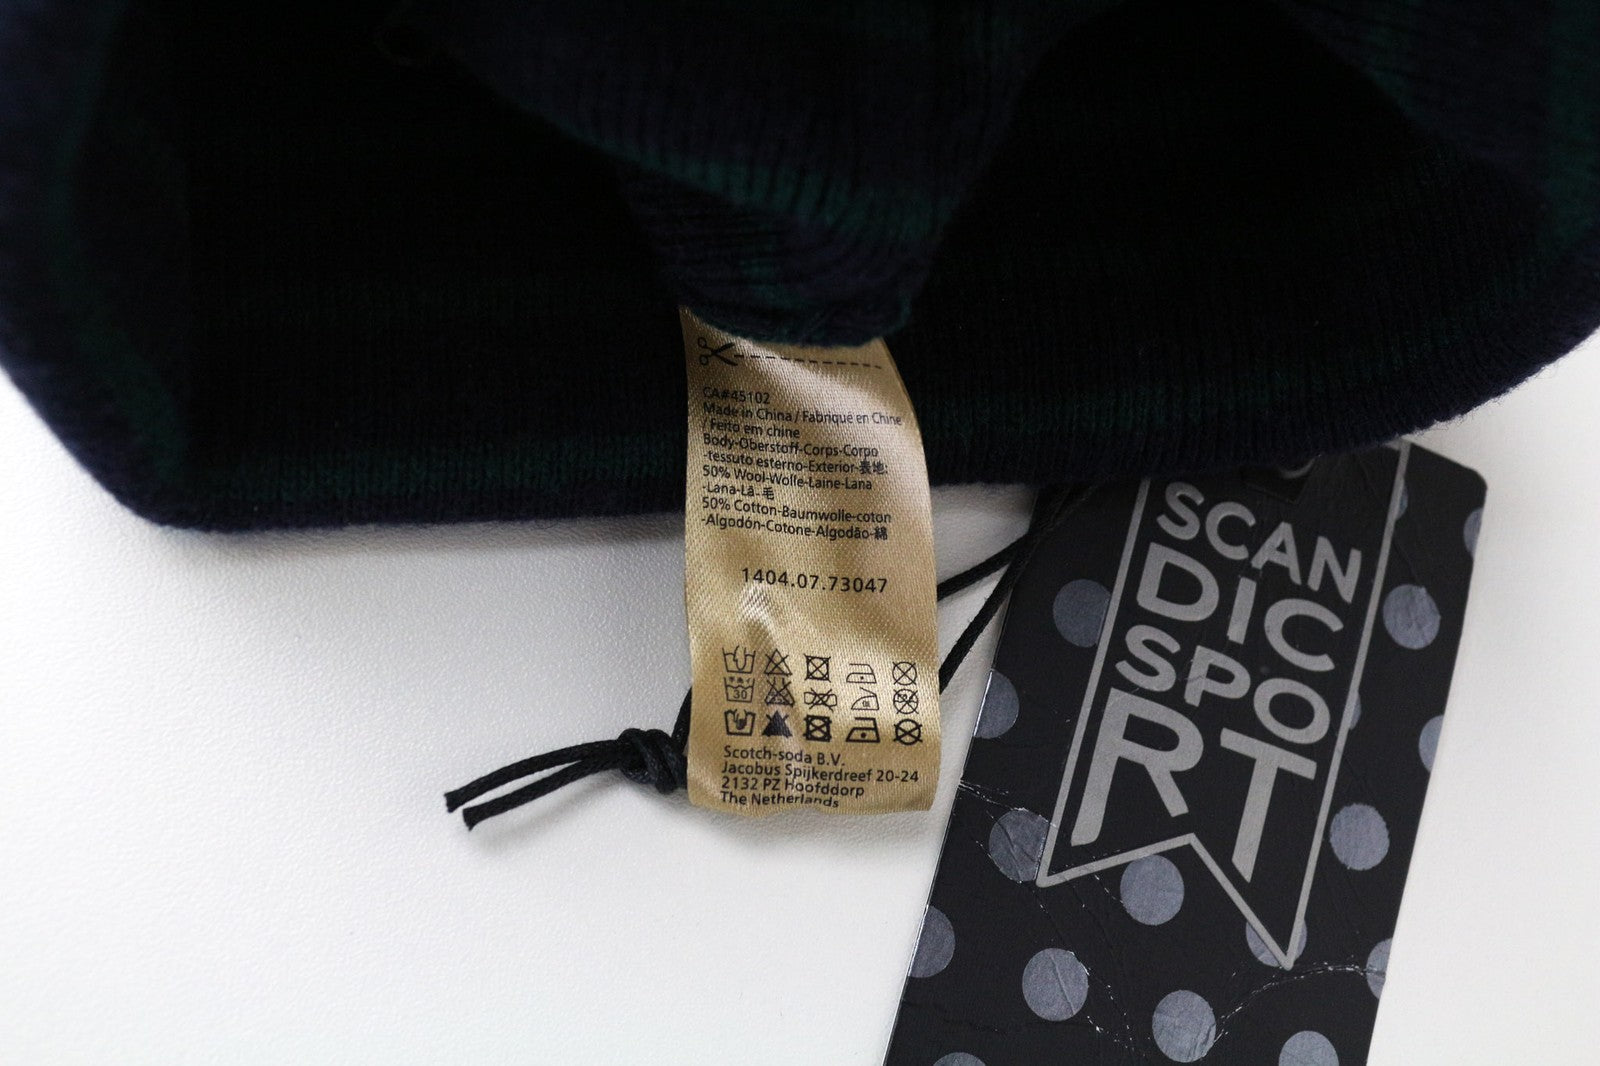 CA#45102
Made in China / Fabriqué en Chine
/ Feito em chine
Body-Oberstoff-Corps-Corpo
-tessuto esterno-Exterior-表地:
50% Wool-Wolle-Laine-Lana
-Lana-Lã-毛
50% Cotton-Baumwolle-coton
-Algodón-Cotone-Algodão-綿
1404.07.73047
30
Scotch-soda B.V.
Jacobus Spijkerdreef 20-24
2132 PZ Hoofddorp
The Netherlands
SCAN
DIC
SPO
RT